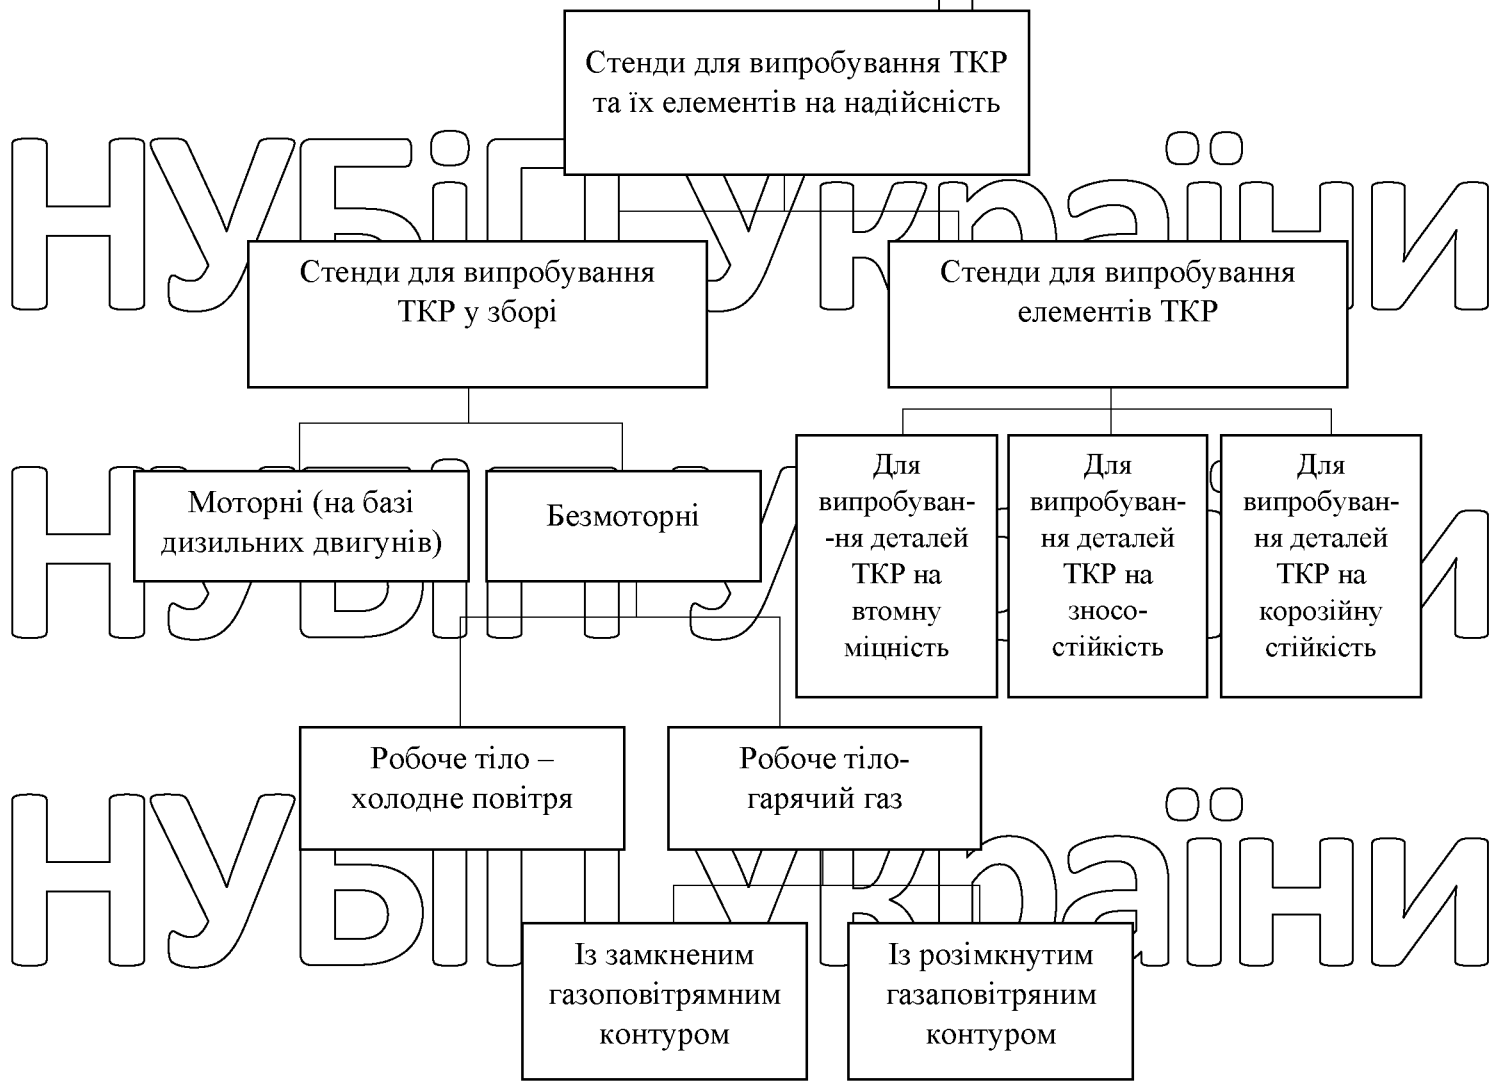 Стенди для випробування ТКР
та їх елементів на надійсність
НУБіП України
Стенди для випробування
ТКР у зборі
Стенди для випробування
елементів ТКР
НУБіП України
Моторні (на базі
дизильних двигунів)
Безмоторні
Для
випробуван-
-ня деталей
ТКР на
втомну
міцність
Для
випробуван-
ня деталей
ТКР на
зносо-
стійкість
Для
випробуван-
ня деталей
ТКР на
корозійну
стійкість
Робоче тіло –
холодне повітря
Робоче тіло-
гарячий газ
НУБіП України
Із замкненим
газоповітрямним
контуром
Із розімкнутим
газаповітряним
контуром